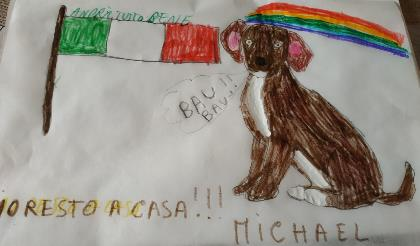 ANDRÀ TUTTO BENE
BAU!!
BAU!!
IO RESTO A CASA!!!
MICHAEL